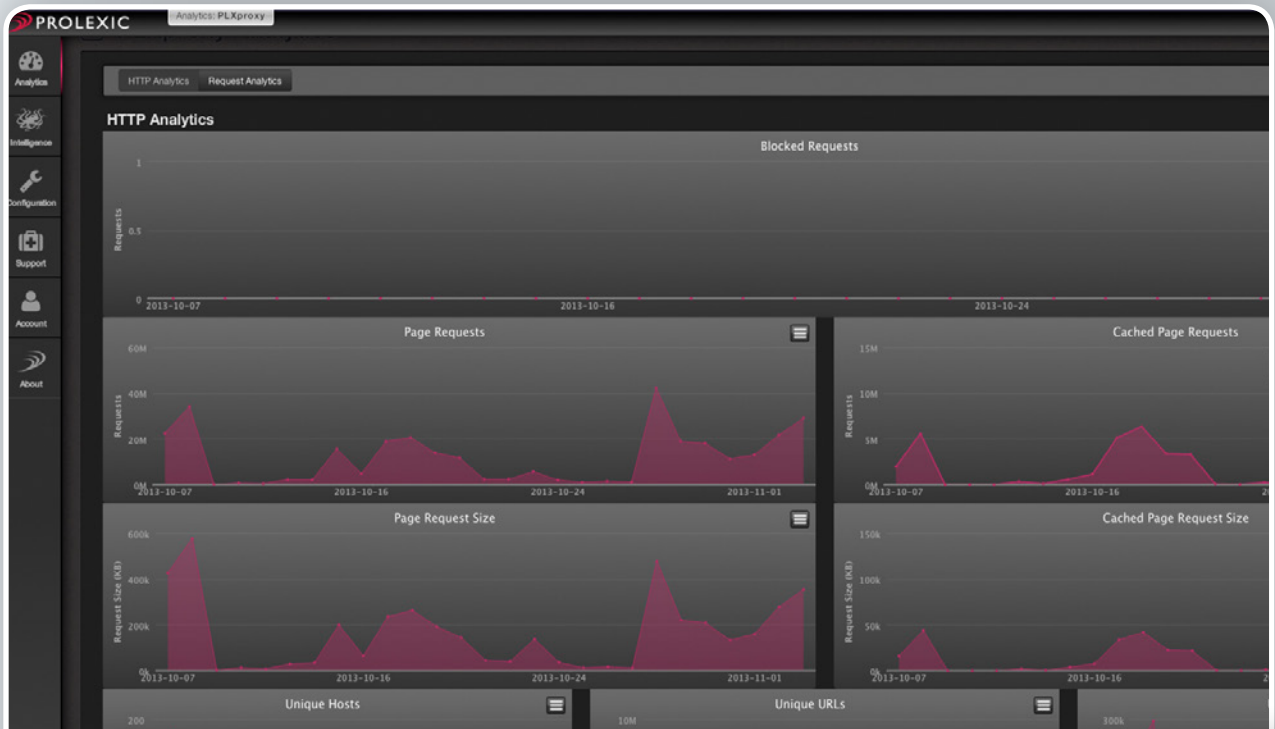 PROLEXIC
Analytics: PLXproxy
Analytics
Intelligence
Configuration
Support
Account
About
HTTP Analytics Request Analytics
HTTP Analytics
Blocked Requests
1
Requests
0.5
0
2013-10-07 2013-10-16 2013-10-24
Page Requests
60M
40M
Requests
20M
0M
2013-10-07 2013-10-16 2013-10-24 2013-11-01
Cached Page Requests
15M
10M
Requests
5M
0M
2013-10-07 2013-10-16
Page Request Size
600k
400k
Request Size (KB)
200k
0k
2013-10-07 2013-10-16 2013-10-24 2013-11-01
Cached Page Request Size
150k
100k
Request Size (KB)
50k
0k
2013-10-07 2013-10-16
Unique Hosts
200
Unique URLs
10M
300k